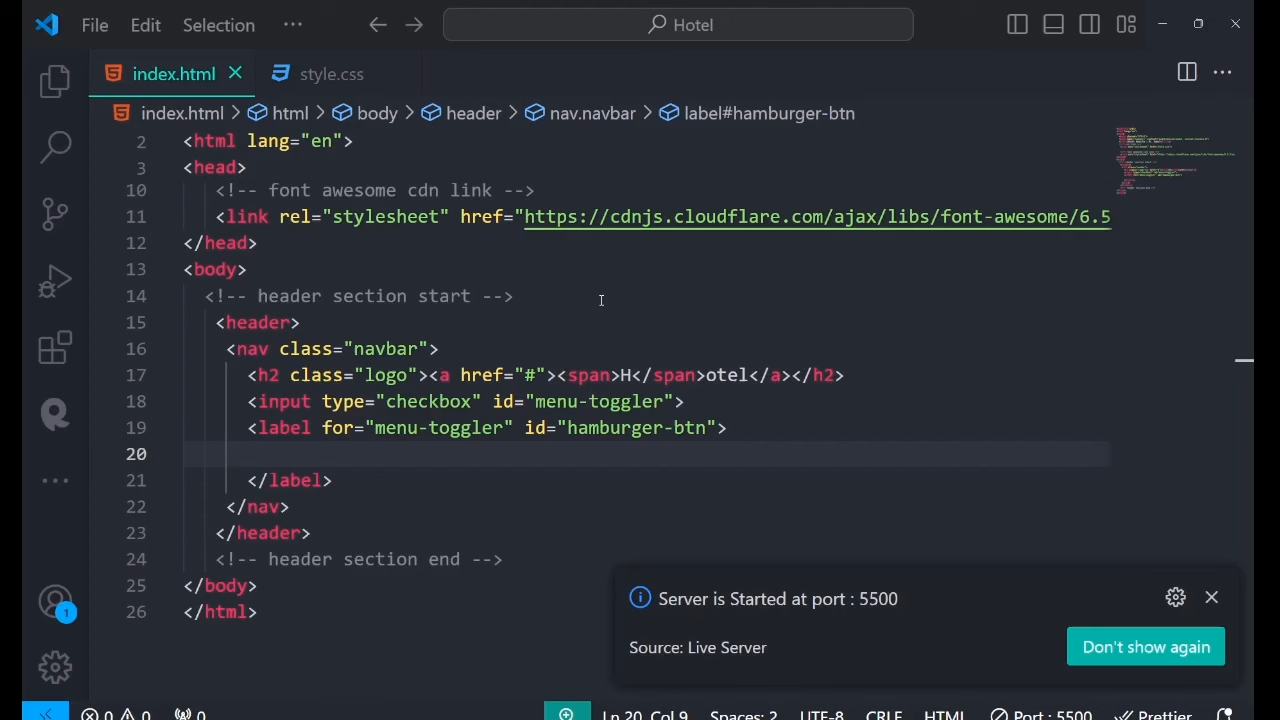 File Edit Selection ··· Hotel
index.html style.css
index.html > html > body > header > nav.navbar > label#hamburger-btn
2 <html lang="en">
3 <head>
10 <!-- font awesome cdn link -->
11 <link rel="stylesheet" href="https://cdnjs.cloudflare.com/ajax/libs/font-awesome/6.5
12 </head>
13 <body>
14 <!-- header section start -->
15 <header>
16 <nav class="navbar">
17 <h2 class="logo"><a href="#"><span>H</span>otel</a></h2>
18 <input type="checkbox" id="menu-toggler">
19 <label for="menu-toggler" id="hamburger-btn">
20
21 </label>
22 </nav>
23 </header>
24 <!-- header section end -->
25 </body>
26 </html>
Server is Started at port : 5500
Source: Live Server
Don't show again
1
0 0 0 Ln 20, Col 9 Spaces: 2 UTF-8 CRLF HTML Port : 5500 Prettier